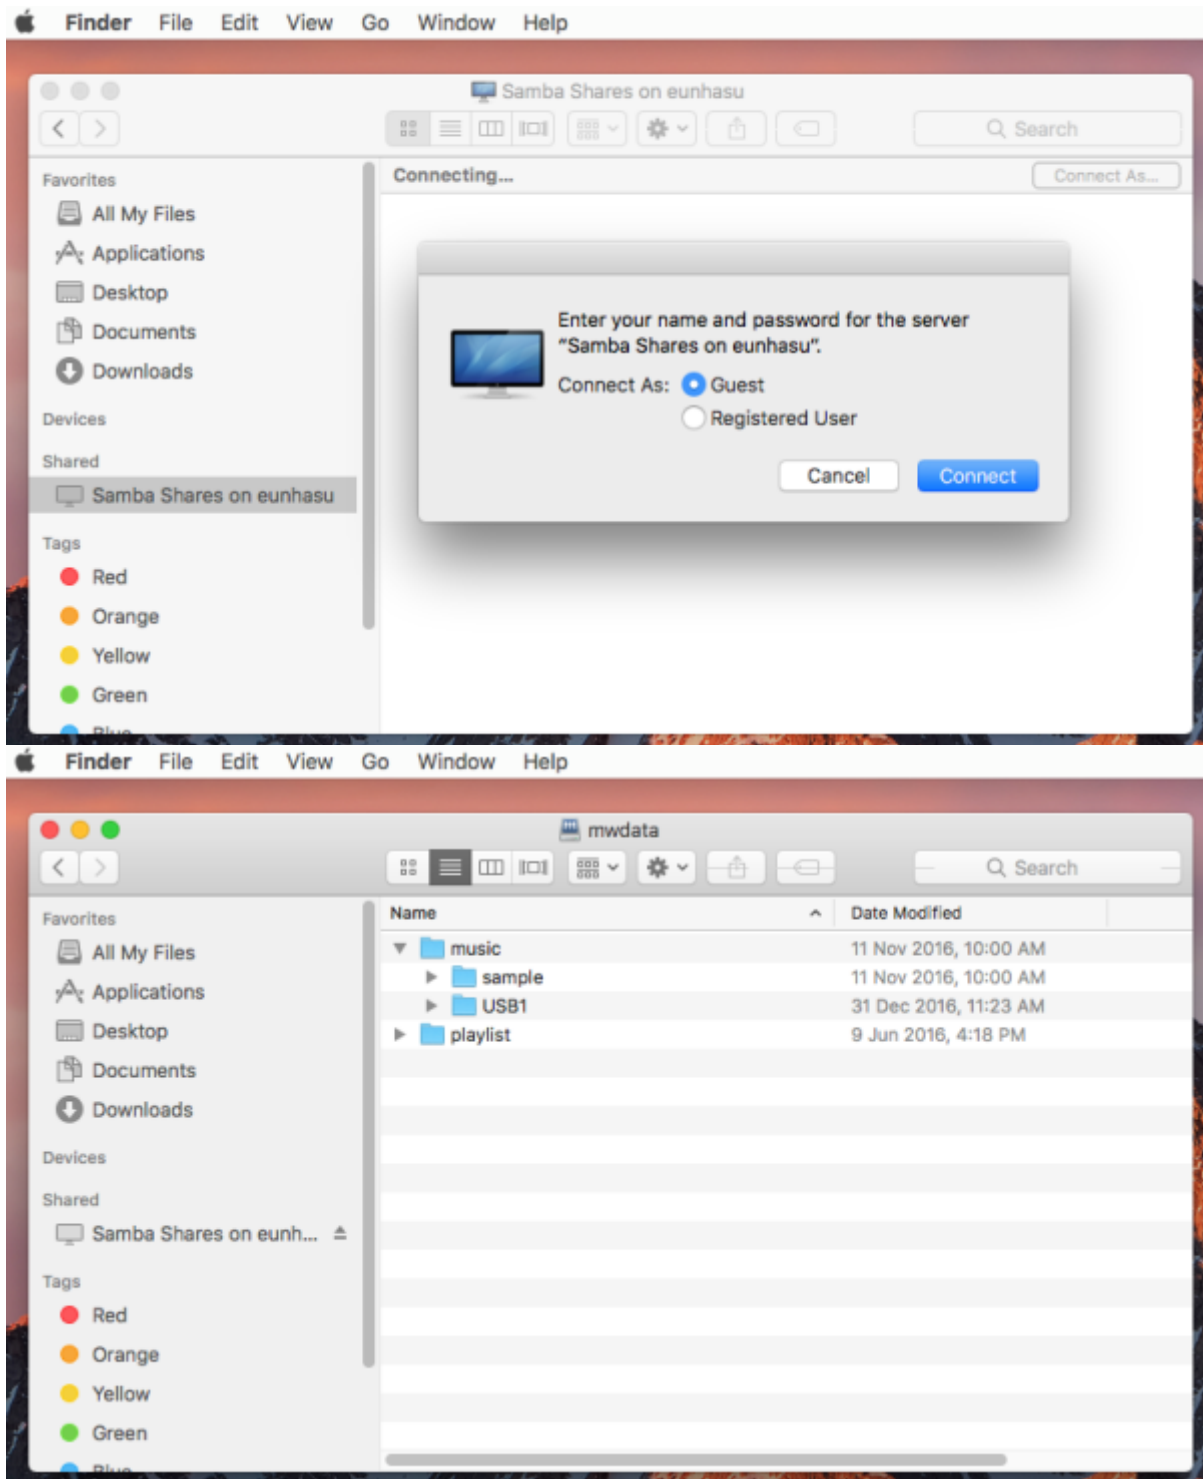 Finder File Edit View Go Window Help
Samba Shares on eunhasu
Search
Favorites
All My Files
Applications
Desktop
Documents
Downloads
Devices
Shared
Samba Shares on eunhasu
Tags
Red
Orange
Yellow
Green
Blue
Connecting...
Connect As...
Enter your name and password for the server
“Samba Shares on eunhasu”.
Connect As: Guest
Registered User
Cancel Connect
Finder File Edit View Go Window Help
mwdata
Search
Favorites
All My Files
Applications
Desktop
Documents
Downloads
Devices
Shared
Samba Shares on eunh...
Tags
Red
Orange
Yellow
Green
Blue
Name Date Modified
music 11 Nov 2016, 10:00 AM
sample 11 Nov 2016, 10:00 AM
USB1 31 Dec 2016, 11:23 AM
playlist 9 Jun 2016, 4:18 PM